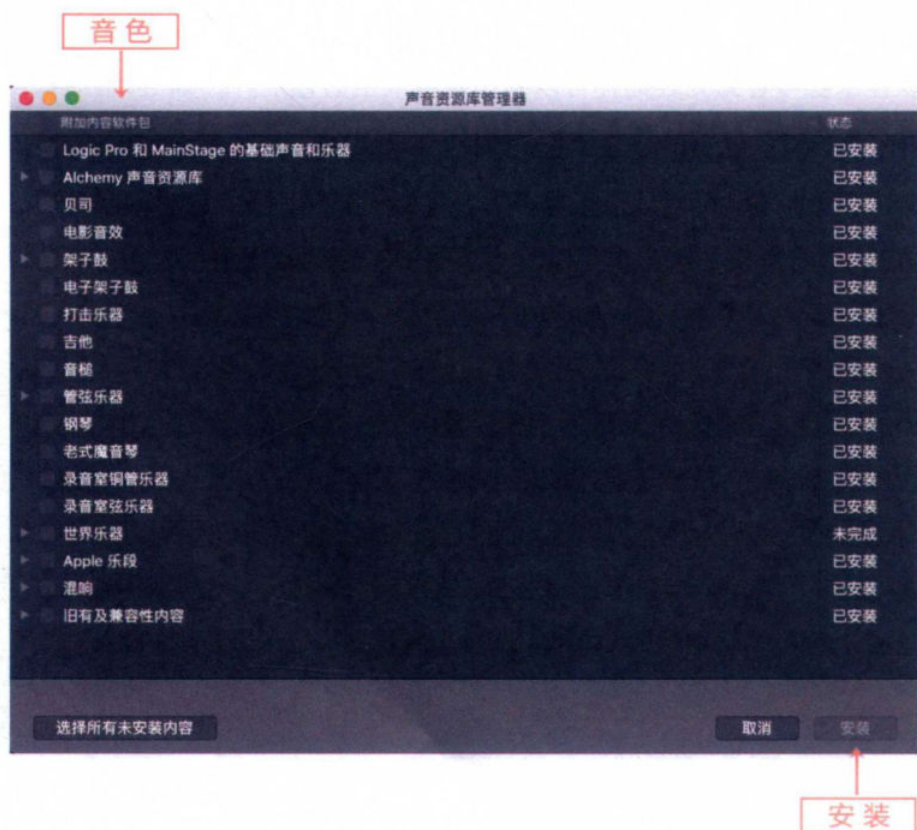 音色
声音资源库管理器
附加内容软件包 状态
Logic Pro 和 MainStage 的基础声音和乐器 已安装
Alchemy 声音资源库 已安装
贝司 已安装
电影音效 已安装
架子鼓 已安装
电子架子鼓 已安装
打击乐器 已安装
吉他 已安装
音槌 已安装
管弦乐器 已安装
钢琴 已安装
老式魔音琴 已安装
录音室铜管乐器 已安装
录音室弦乐器 已安装
世界乐器 未完成
Apple 乐段 已安装
混响 已安装
旧有及兼容性内容 已安装
选择所有未安装内容 取消 安装
安装